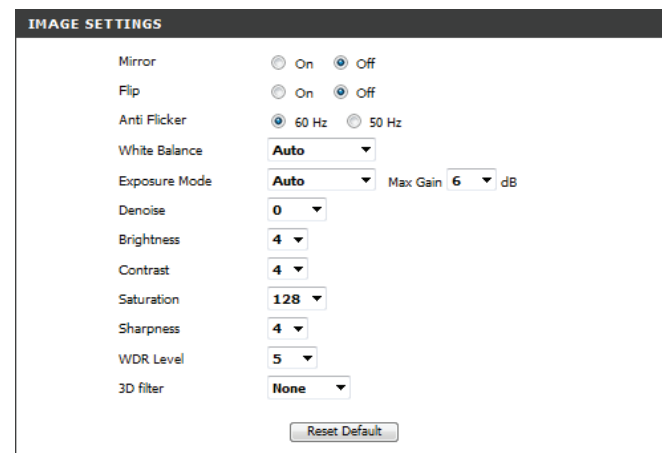 IMAGE SETTINGS
Mirror On Off
Flip On Off
Anti Flicker 60 Hz 50 Hz
White Balance Auto
Exposure Mode Auto Max Gain 6 dB
Denoise 0
Brightness 4
Contrast 4
Saturation 128
Sharpness 4
WDR Level 5
3D filter None
Reset Default